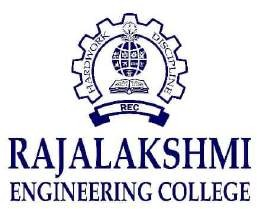 HARDWORK DISCIPLINE
REC
RAJALAKSHMI
ENGINEERING COLLEGE